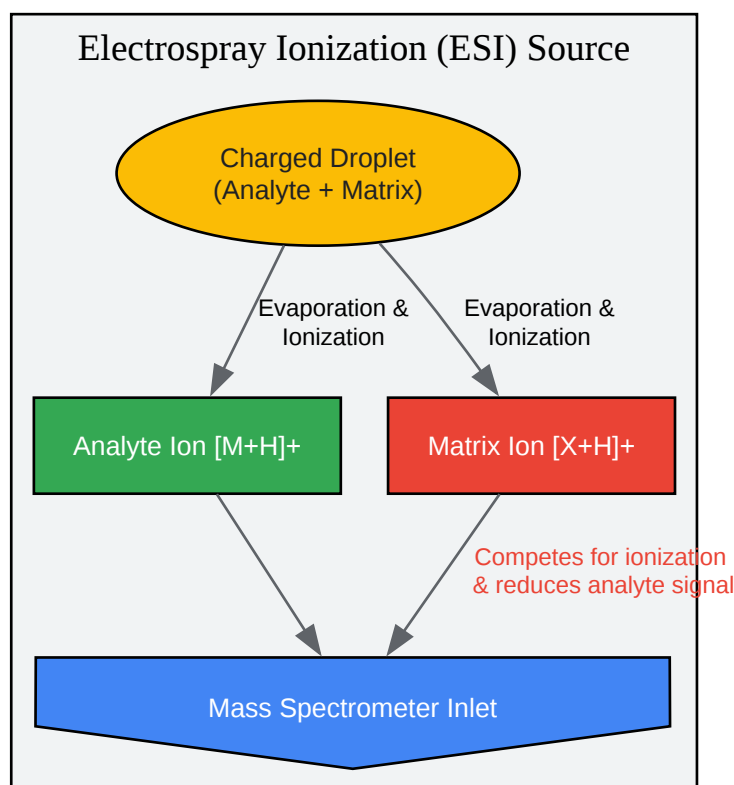 Electrospray Ionization (ESI) Source
Charged Droplet
(Analyte + Matrix)
Evaporation &
Ionization
Evaporation &
Ionization
Analyte Ion [M+H]+
Matrix Ion [X+H]+
Competes for ionization
& reduces analyte signal
Mass Spectrometer Inlet